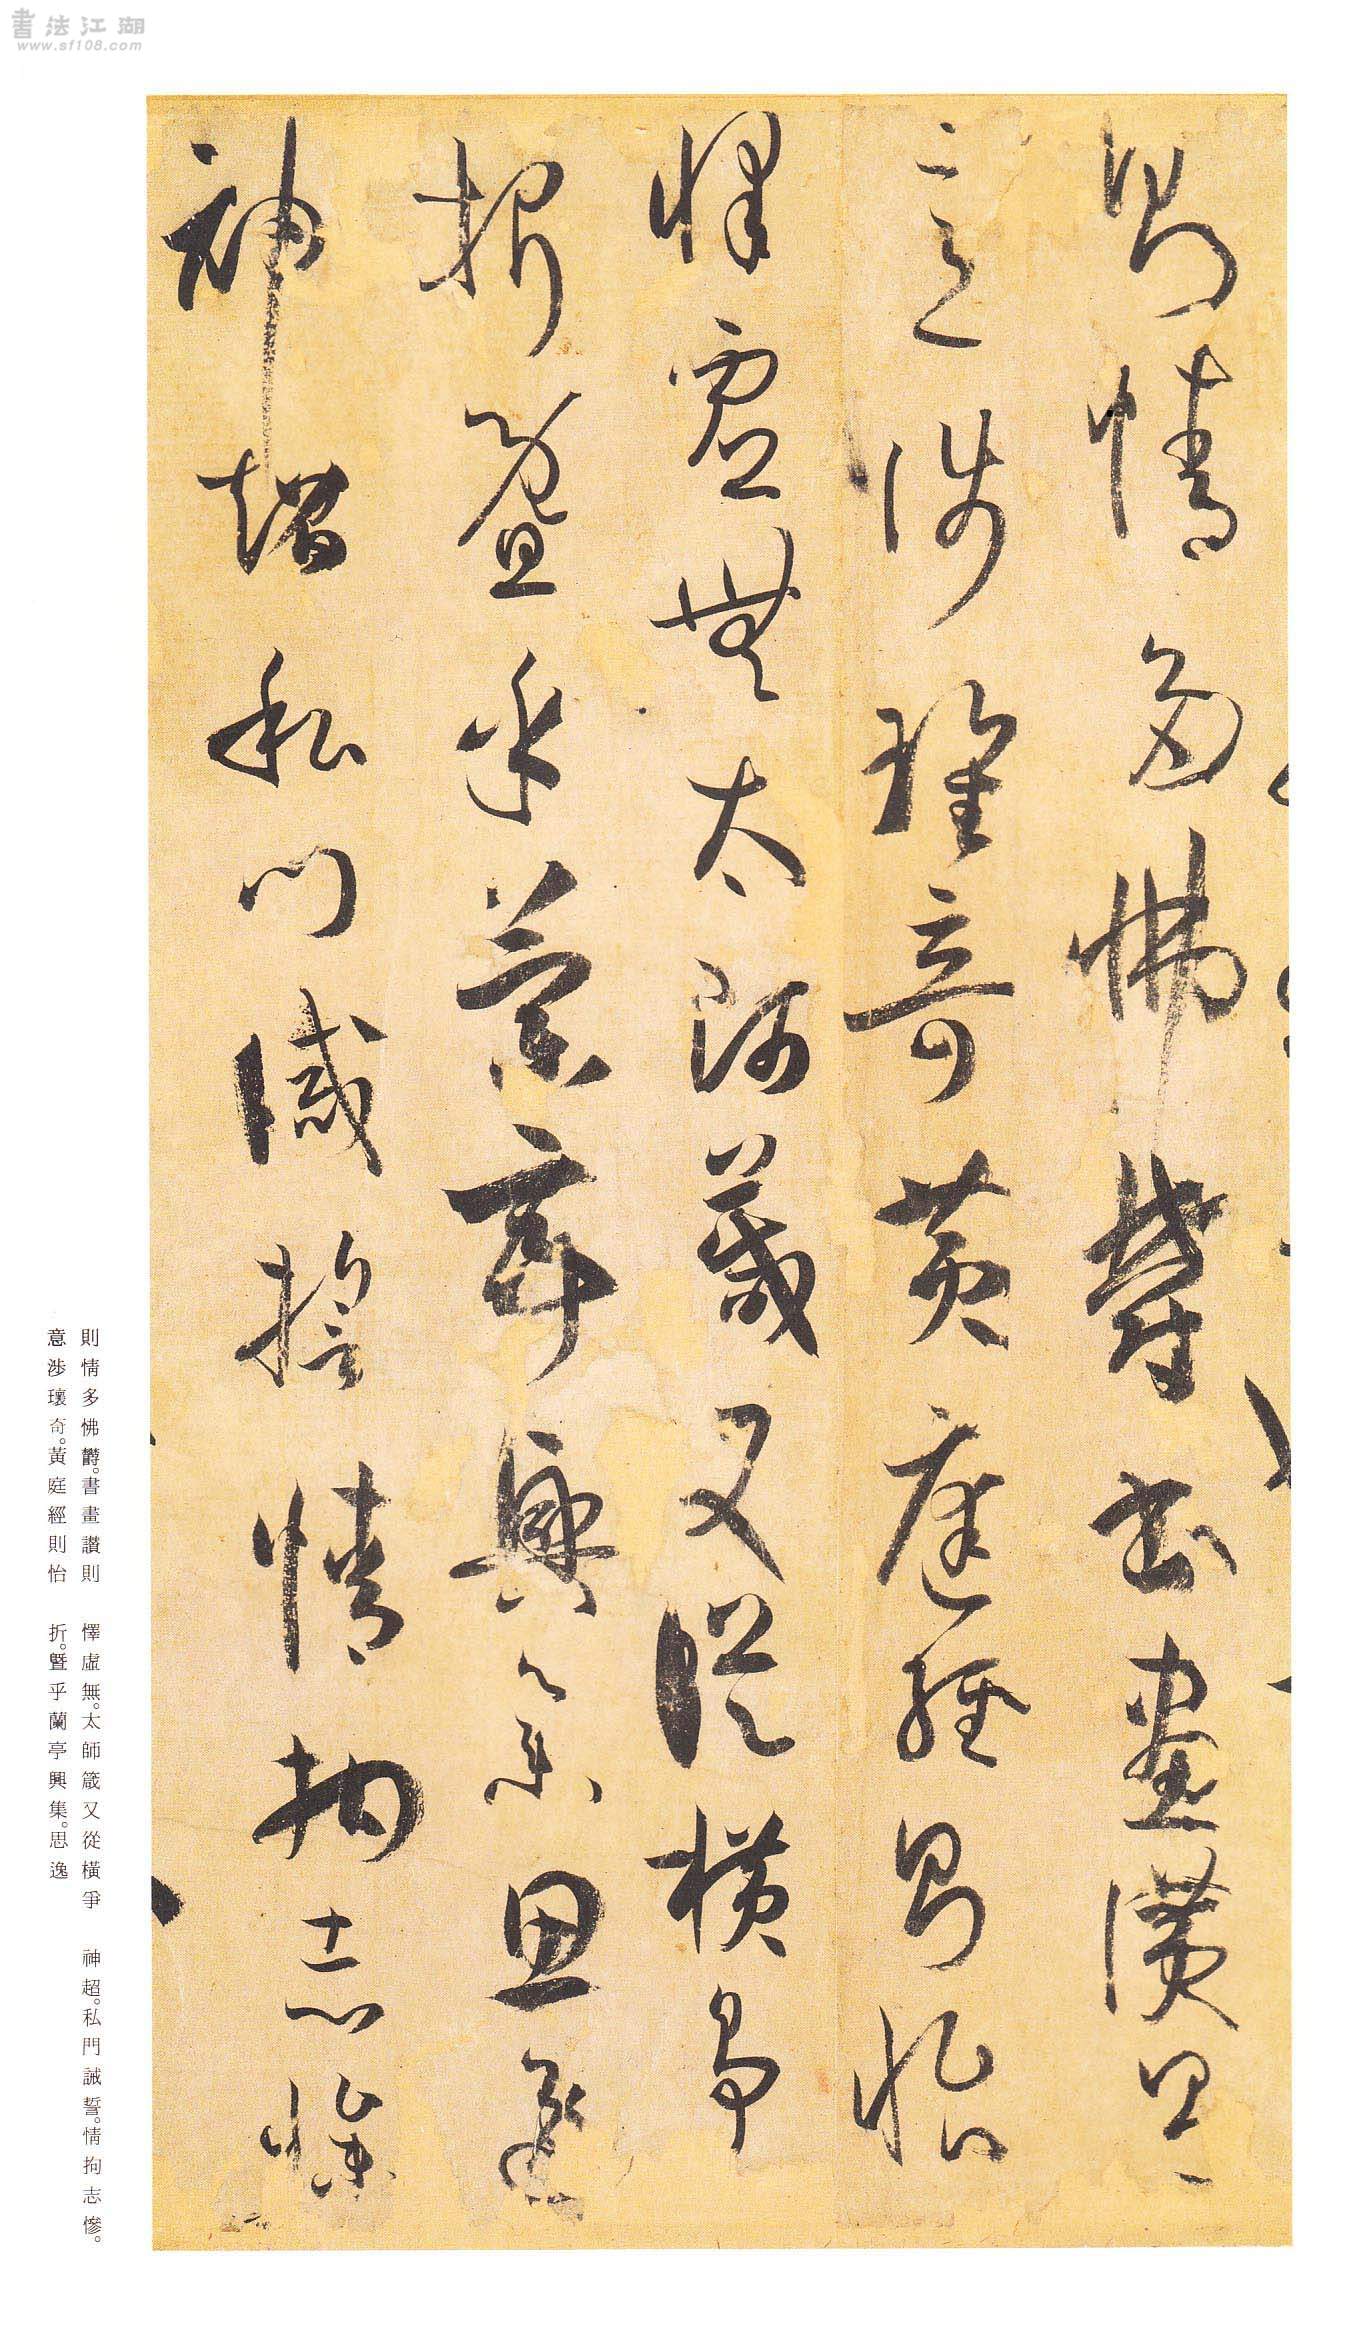 書法江湖
www.sf108.com
則情多怫鬱書畫讚則
意涉瓌奇黃庭經則怡
懌虛無太師箴又從橫爭
折暨乎蘭亭興集思逸
神超私門誡誓情拘志慘
則情多怫鬱。書畫讚則
意涉瓌奇。黃庭經則怡
懌虛無。太師箴又從橫爭
折。暨乎蘭亭興集。思逸
神超。私門誡誓。情拘志慘。